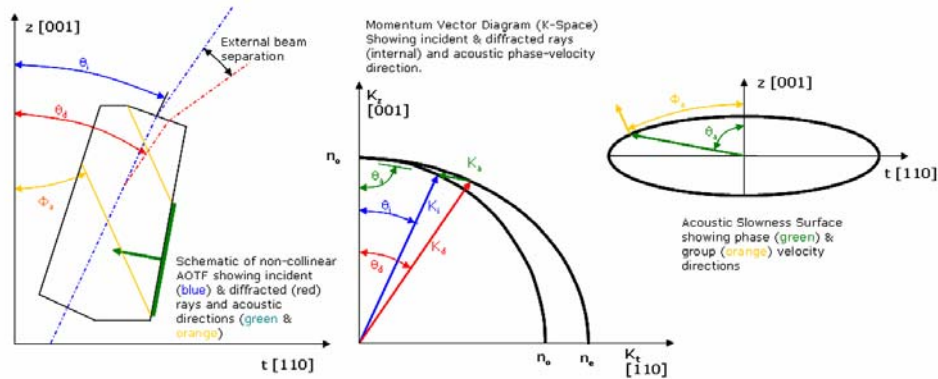 z [001]
External beam
separation
θi
θd
Φa
Schematic of non-collinear
AOTF showing incident
(blue) & diffracted (red)
rays and acoustic
directions (green &
orange)
t [110]
Momentum Vector Diagram (K-Space)
Showing incident & diffracted rays
(internal) and acoustic phase-velocity
direction.
Kz
[001]
no
θa
Ka
θi
Ki
θd
Kd
no
ne
Kt
[110]
z [001]
Φa
θa
t [110]
Acoustic Slowness Surface
showing phase (green) &
group (orange) velocity
directions